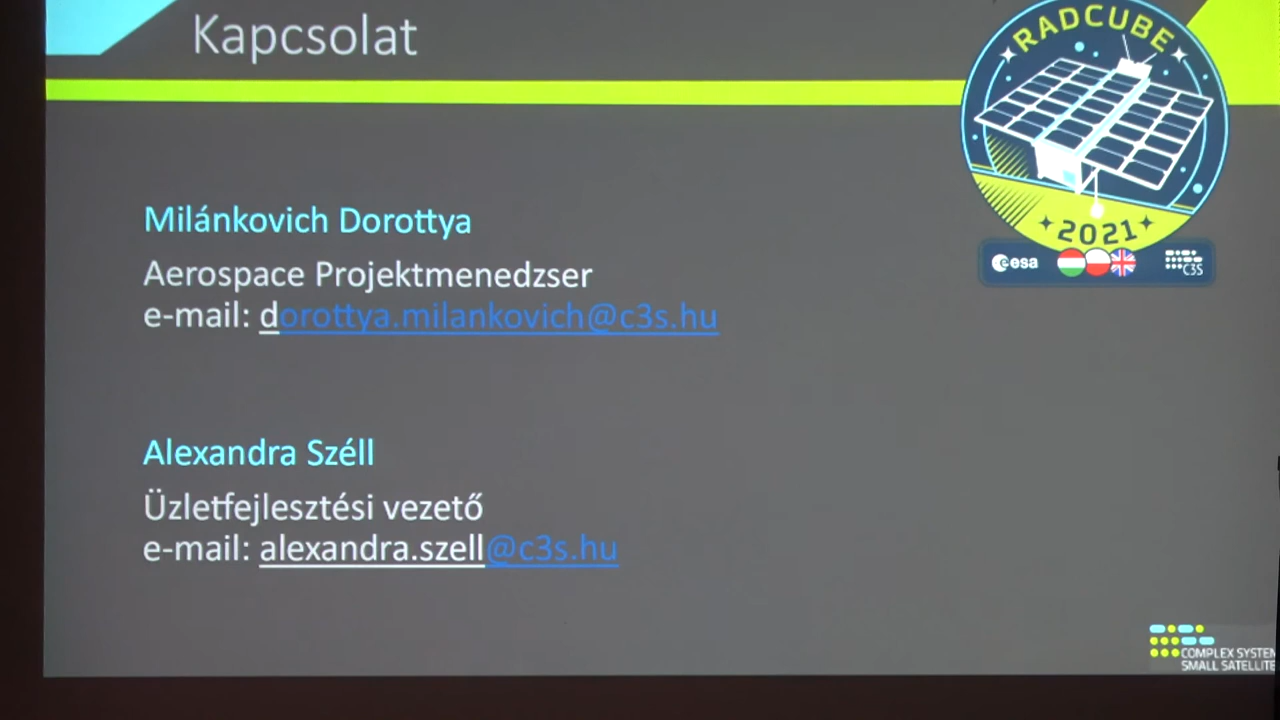 Kapcsolat
RADCUBE
2021
esa
C3S
Milánkovich Dorottya
Aerospace Projektmenedzser
e-mail: dorottya.milankovich@c3s.hu
Alexandra Széll
Üzletfejlesztési vezető
e-mail: alexandra.szell@c3s.hu
COMPLEX SYSTEM
SMALL SATELLITE